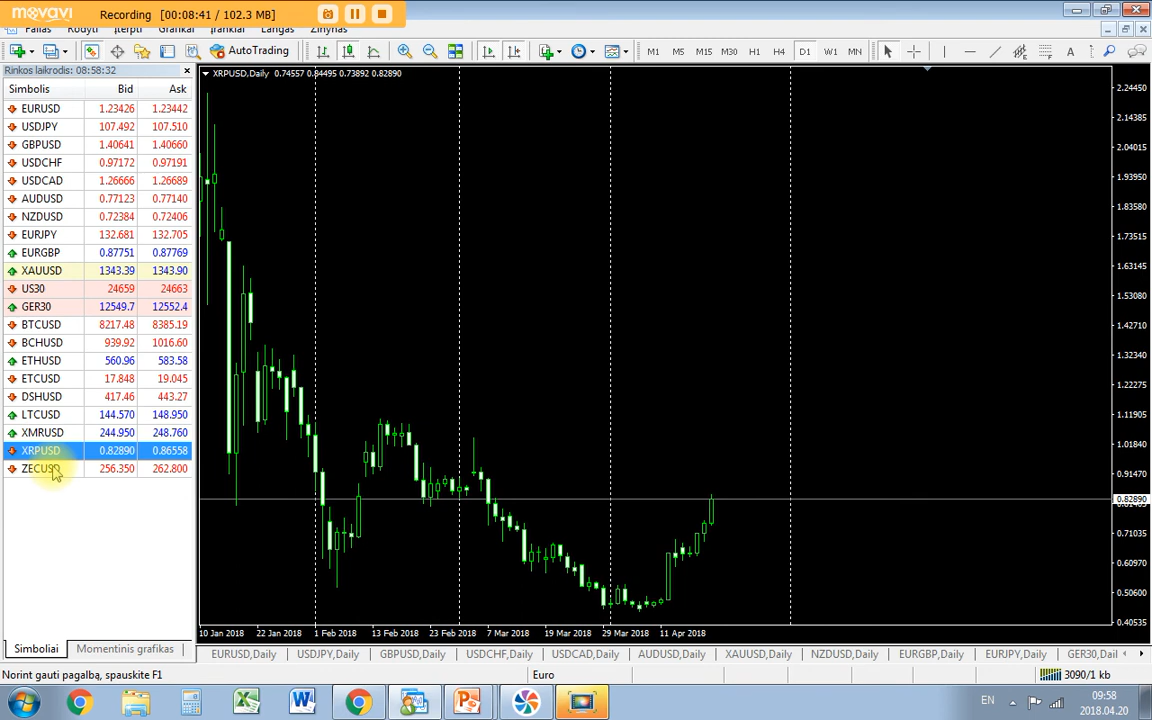 movavi
Recording [00:08:41 / 102.3 MB]
Failas Rodyti Įterpti Grafikai Įrankiai Langas Žinynas
AutoTrading M1 M5 M15 M30 H1 H4 D1 W1 MN A
Rinkos laikrodis: 08:58:32
Simbolis Bid Ask
EURUSD 1.23426 1.23442
USDJPY 107.492 107.510
GBPUSD 1.40641 1.40660
USDCHF 0.97172 0.97191
USDCAD 1.26666 1.26689
AUDUSD 0.77123 0.77140
NZDUSD 0.72384 0.72406
EURJPY 132.681 132.705
EURGBP 0.87751 0.87769
XAUUSD 1343.39 1343.90
US30 24659 24663
GER30 12549.7 12552.4
BTCUSD 8217.48 8385.19
BCHUSD 939.92 1016.60
ETHUSD 560.96 583.58
ETCUSD 17.848 19.045
DSHUSD 417.46 443.27
LTCUSD 144.570 148.950
XMRUSD 244.950 248.760
XRPUSD 0.82890 0.86558
ZECUSD 256.350 262.800
Simboliai Momentinis grafikas
XRPUSD,Daily 0.74557 0.84495 0.73892 0.82890
2.24450
2.14385
2.04015
1.93950
1.83580
1.73515
1.63145
1.53080
1.42710
1.32340
1.22275
1.11905
1.01840
0.91470
0.82890
0.71035
0.60970
0.50600
0.40535
10 Jan 2018 22 Jan 2018 1 Feb 2018 13 Feb 2018 23 Feb 2018 7 Mar 2018 19 Mar 2018 29 Mar 2018 11 Apr 2018
EURUSD,Daily USDJPY,Daily GBPUSD,Daily USDCHF,Daily USDCAD,Daily AUDUSD,Daily XAUUSD,Daily NZDUSD,Daily EURGBP,Daily EURJPY,Daily GER30,Dail
Norint gauti pagalbą, spauskite F1 Euro 3090/1 kb
EN 09:58
2018.04.20